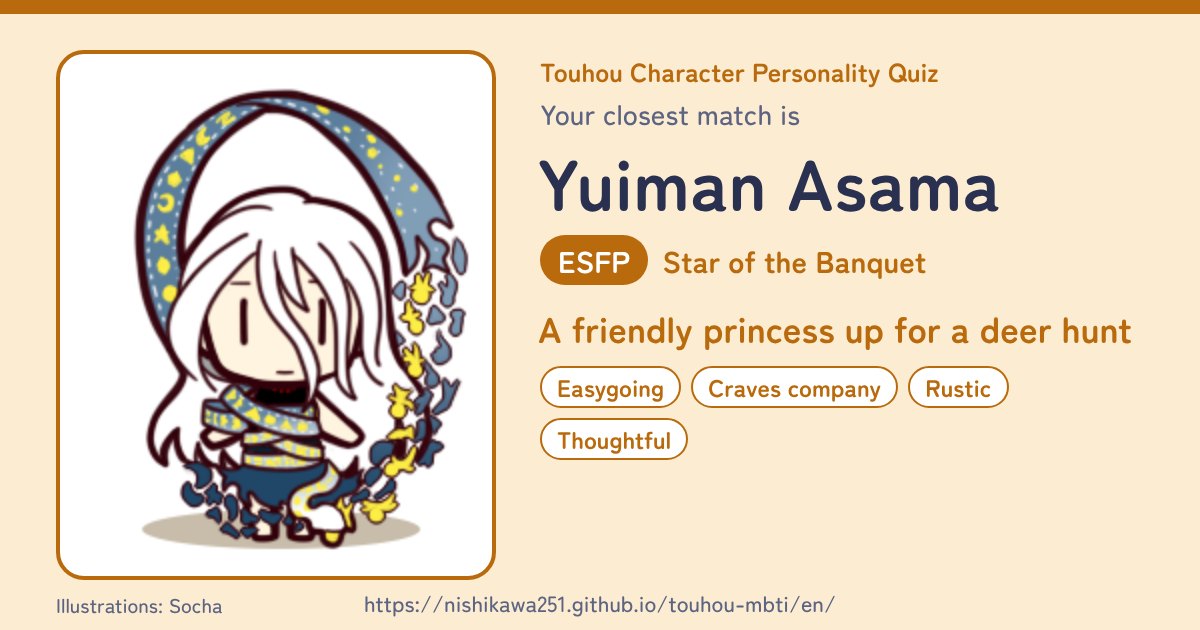 Touhou Character Personality Quiz
Your closest match is
Yuiman Asama
ESFP Star of the Banquet
A friendly princess up for a deer hunt
Easygoing Craves company Rustic
Thoughtful
Illustrations: Socha https://nishikawa251.github.io/touhou-mbti/en/